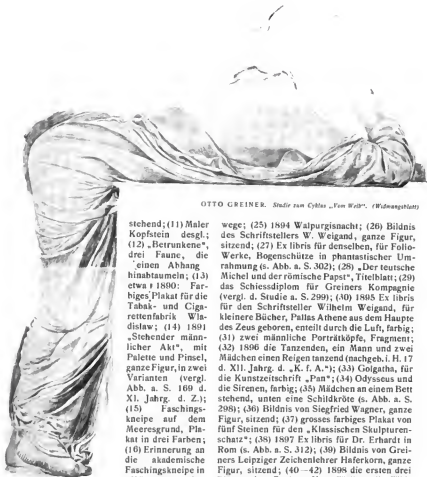 OTTO GREINER. Studie zum Cyklus „Vom Weib“. (Widmungsblatt)
stehend; (11) Maler
Kopfstein desgl.;
(12) „Betrunkene“,
drei Faune, die
einen Abhang
hinabtaumeln; (13)
etwa 1890: Far-
biges Plakat für die
Tabak- und Ciga-
rettenfabrik Wla-
dislaw; (14) 1891
„Stehender männ-
licher Akt“, mit
Palette und Pinsel,
ganze Figur, in zwei
Varianten (vergl.
Abb. a. S. 169 d.
XI. Jahrg. d. Z.);
(15) Faschings-
kneipe auf dem
Meeresgrund, Pla-
kat in drei Farben;
(16) Erinnerung an
die akademische
Faschingskneipe in
wege; (25) 1894 Walpurgisnacht; (26) Bildnis
des Schriftstellers W. Weigand, ganze Figur,
sitzend; (27) Ex libris für denselben, für Folio-
Werke, Bogenschütze in phantastischer Um-
rahmung (s. Abb. a. S. 302); (28) „Der teutsche
Michel und der römische Papst“, Titelblatt; (29)
das Schiessdiplom für Greiners Kompagnie
(vergl. d. Studie a. S. 299); (30) 1895 Ex libris
für den Schriftsteller Wilhelm Weigand, für
kleinere Bücher, Pallas Athene aus dem Haupte
des Zeus geboren, enteilt durch die Luft, farbig;
(31) zwei männliche Porträtköpfe, Fragment;
(32) 1896 die Tanzenden, ein Mann und zwei
Mädchen einen Reigen tanzend (nachgeb. i. H. 17
d. XII. Jahrg. d. „K. f. A.“); (33) Golgatha, für
die Kunstzeitschrift „Pan“; (34) Odysseus und
die Sirenen, farbig; (35) Mädchen an einem Bett
stehend, unten eine Schildkröte (s. Abb. a. S.
298); (36) Bildnis von Siegfried Wagner, ganze
Figur, sitzend; (37) grosses farbiges Plakat von
fünf Steinen für den „Klassischen Skulpturen-
schatz“; (38) 1897 Ex libris für Dr. Erhardt in
Rom (s. Abb. a. S. 312); (39) Bildnis von Grei-
ners Leipziger Zeichenlehrer Haferkorn, ganze
Figur, sitzend; (40—42) 1898 die ersten drei